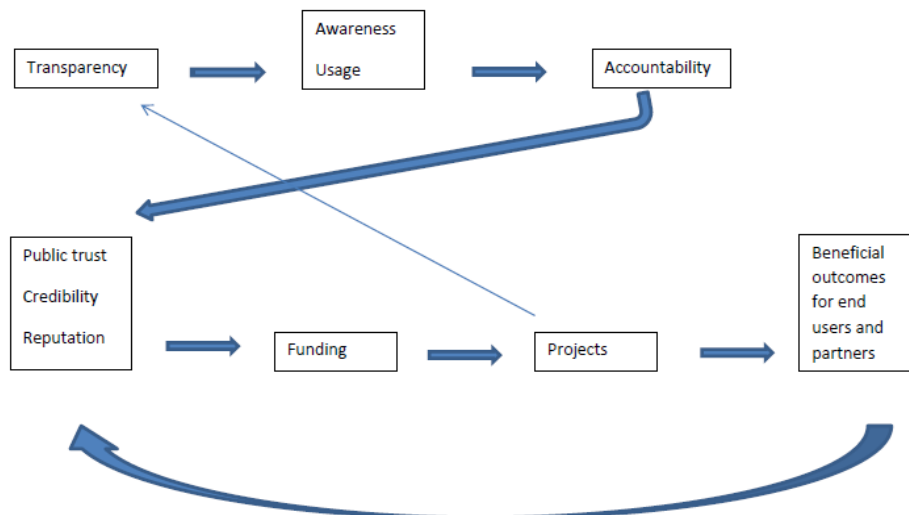 Transparency
Awareness
Usage
Accountability
Public trust
Credibility
Reputation
Funding
Projects
Beneficial
outcomes
for end
users and
partners